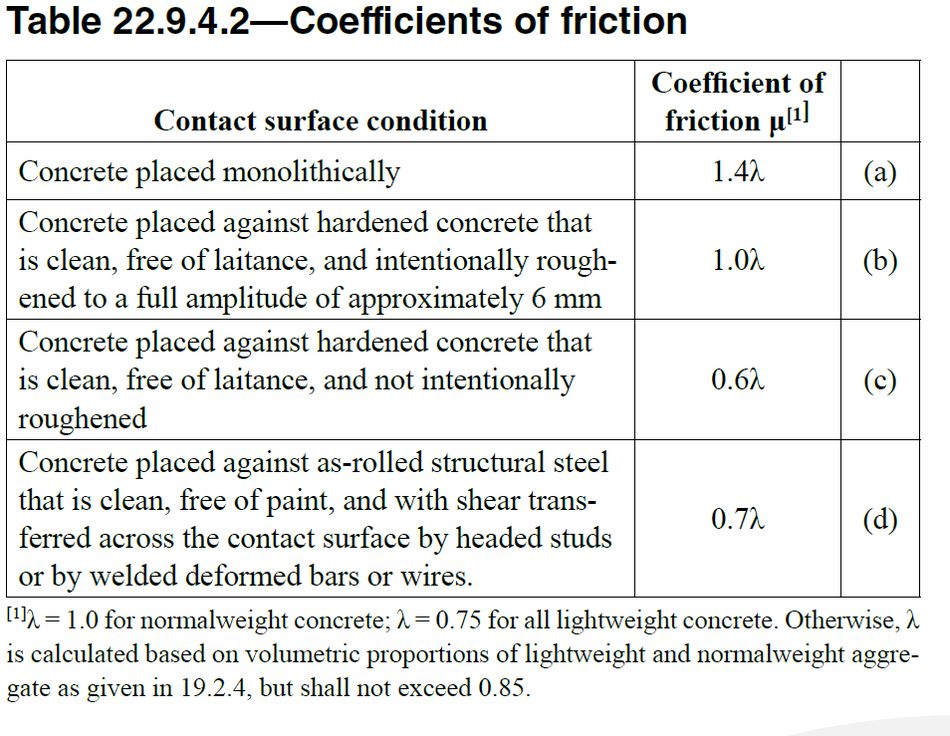 Table 22.9.4.2—Coefficients of friction
Contact surface condition
Coefficient of
friction μ[1]
Concrete placed monolithically
1.4λ
(a)
Concrete placed against hardened concrete that
is clean, free of laitance, and intentionally rough-
ened to a full amplitude of approximately 6 mm
1.0λ
(b)
Concrete placed against hardened concrete that
is clean, free of laitance, and not intentionally
roughened
0.6λ
(c)
Concrete placed against as-rolled structural steel
that is clean, free of paint, and with shear trans-
ferred across the contact surface by headed studs
or by welded deformed bars or wires.
0.7λ
(d)
[1]λ = 1.0 for normalweight concrete; λ = 0.75 for all lightweight concrete. Otherwise, λ
is calculated based on volumetric proportions of lightweight and normalweight aggre-
gate as given in 19.2.4, but shall not exceed 0.85.